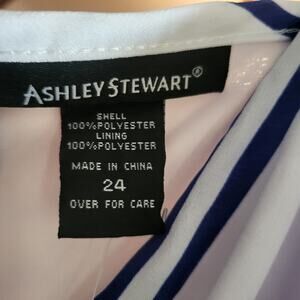 ASHLEY STEWART®
SHELL
100%POLYESTER
LINING
100%POLYESTER
MADE IN CHINA
24
OVER FOR CARE